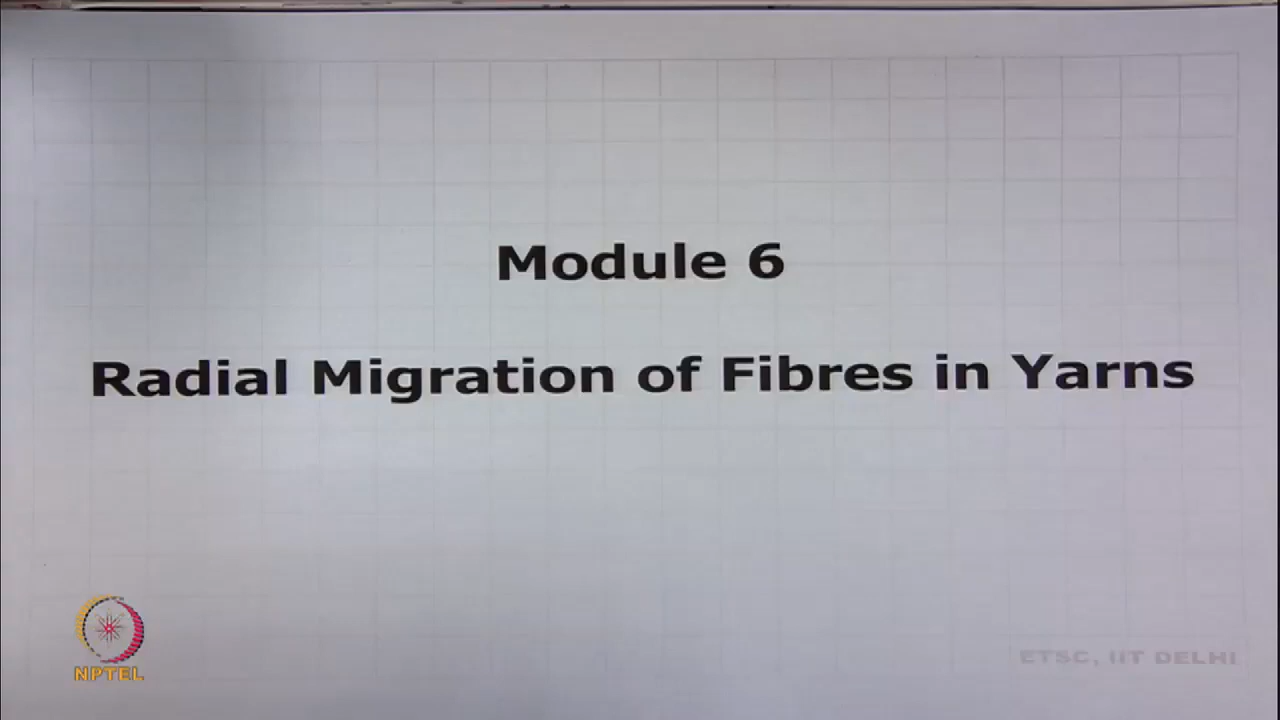 Module 6
Radial Migration of Fibres in Yarns
NPTEL
ETSC, IIT DELHI